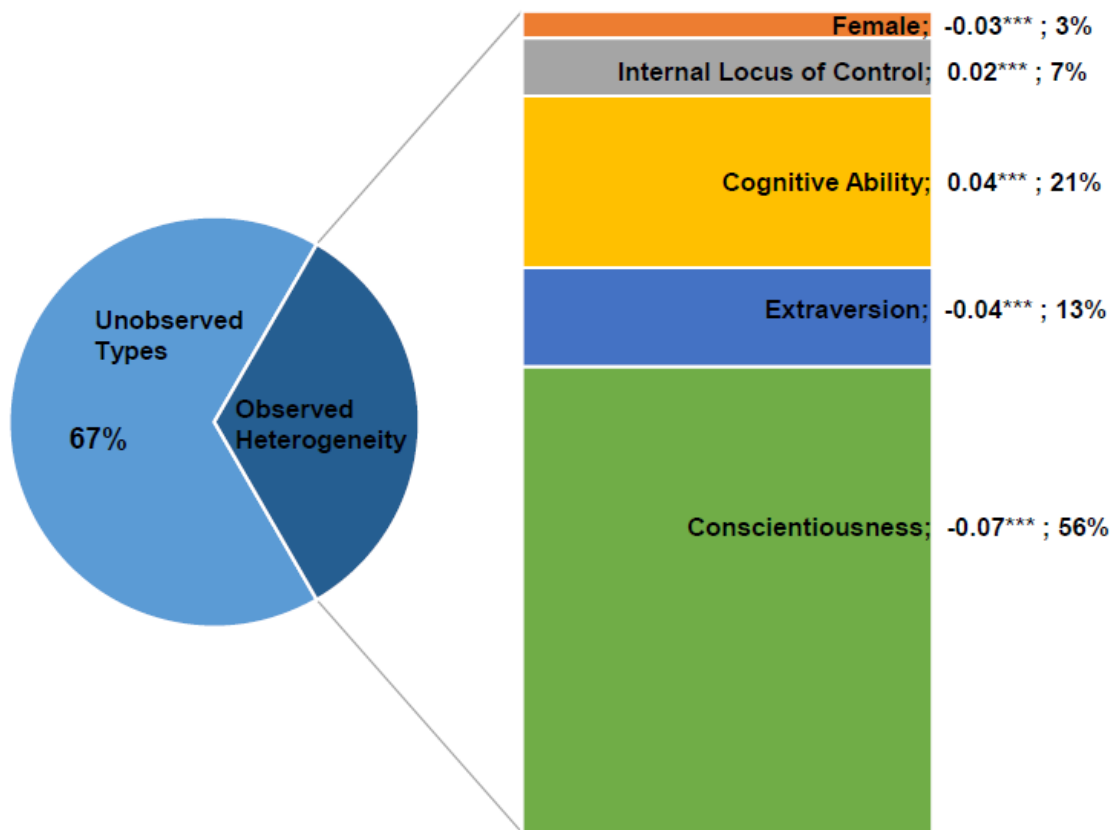 Female; -0.03*** ; 3%
Internal Locus of Control; 0.02*** ; 7%
Cognitive Ability; 0.04*** ; 21%
Extraversion; -0.04*** ; 13%
Conscientiousness; -0.07*** ; 56%
Unobserved
Types
67%
Observed
Heterogeneity